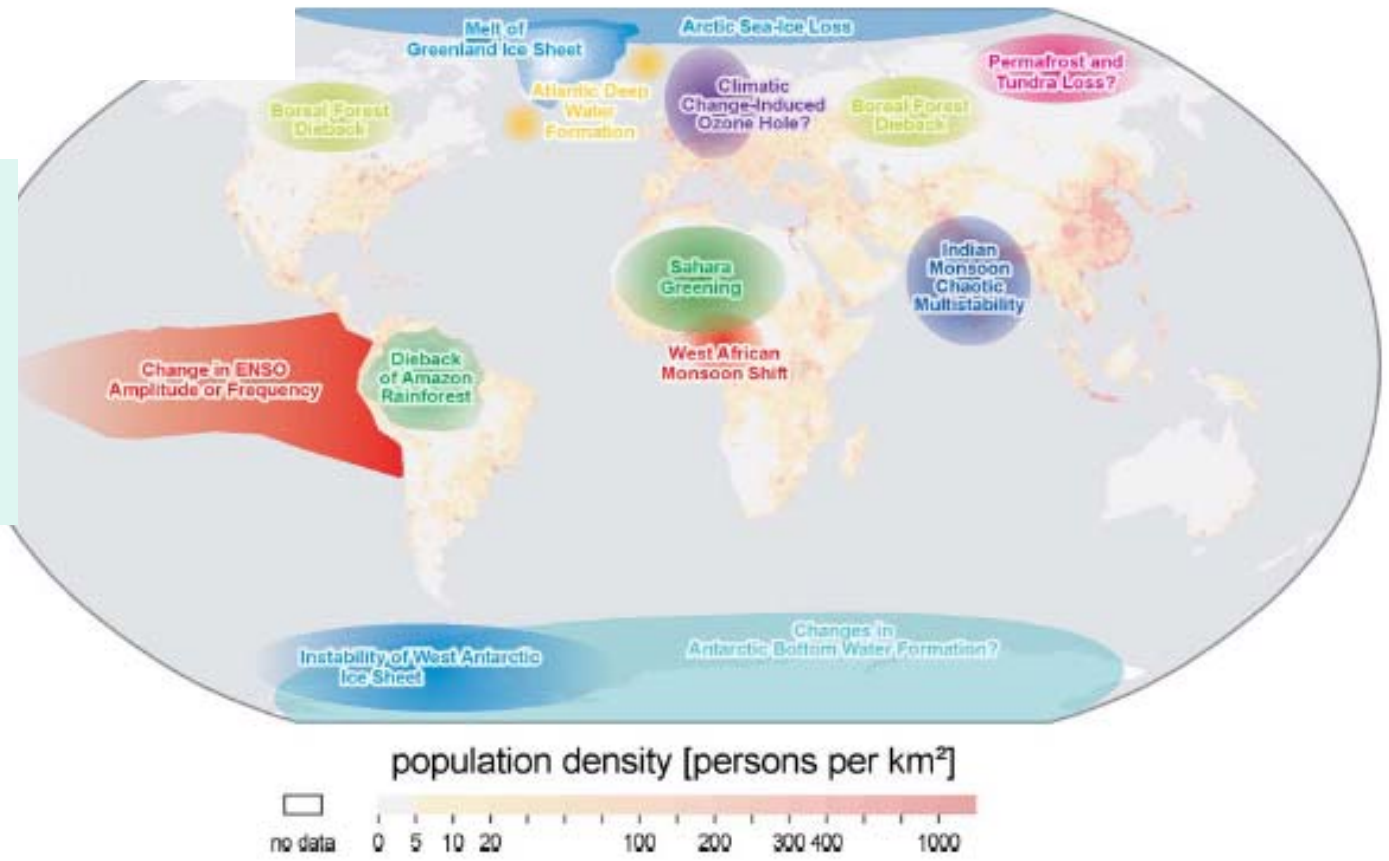 Melt of
Greenland Ice Sheet
Arctic Sea-Ice Loss
Atlantic Deep
Water
Formation
Boreal Forest
Dieback
Climatic
Change-Induced
Ozone Hole?
Boreal Forest
Dieback
Permafrost and
Tundra Loss?
Sahara
Greening
Indian
Monsoon
Chaotic
Multistability
West African
Monsoon Shift
Change in ENSO
Amplitude or Frequency
Dieback
of Amazon
Rainforest
Instability of West Antarctic
Ice Sheet
Changes in
Antarctic Bottom Water Formation?
population density [persons per km²]
no data 0 5 10 20 100 200 300 400 1000